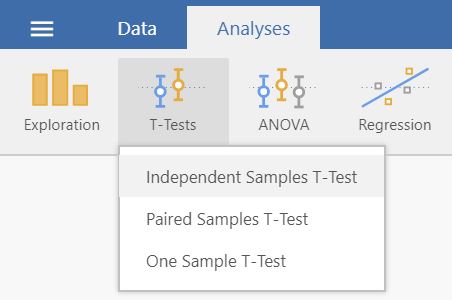 Data Analyses
Exploration T-Tests ANOVA Regression
Independent Samples T-Test
Paired Samples T-Test
One Sample T-Test